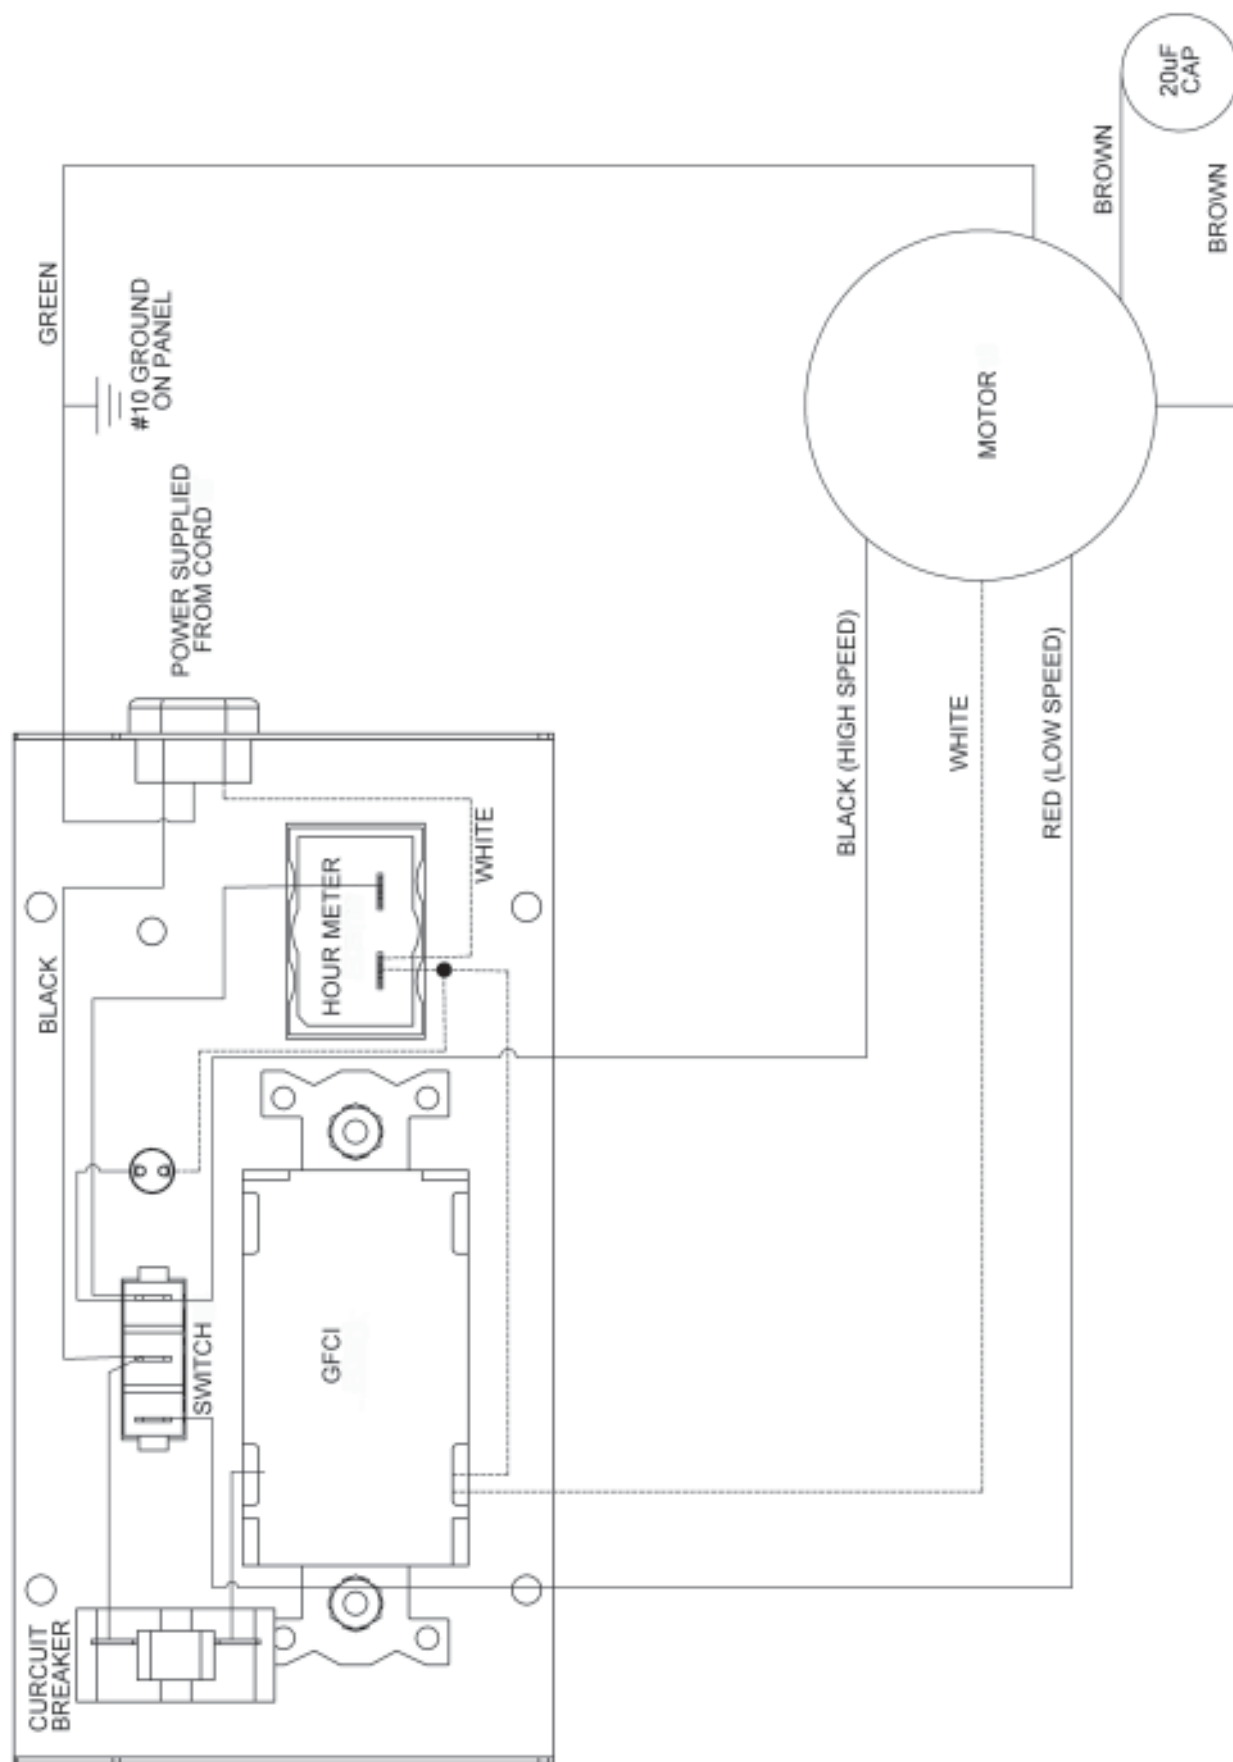 20uF
CAP
BROWN
BROWN
GREEN
#10 GROUND
ON PANEL
POWER SUPPLIED
FROM CORD
MOTOR
BLACK (HIGH SPEED)
WHITE
RED (LOW SPEED)
WHITE
HOUR METER
BLACK
SWITCH
GFCI
CURCUIT
BREAKER